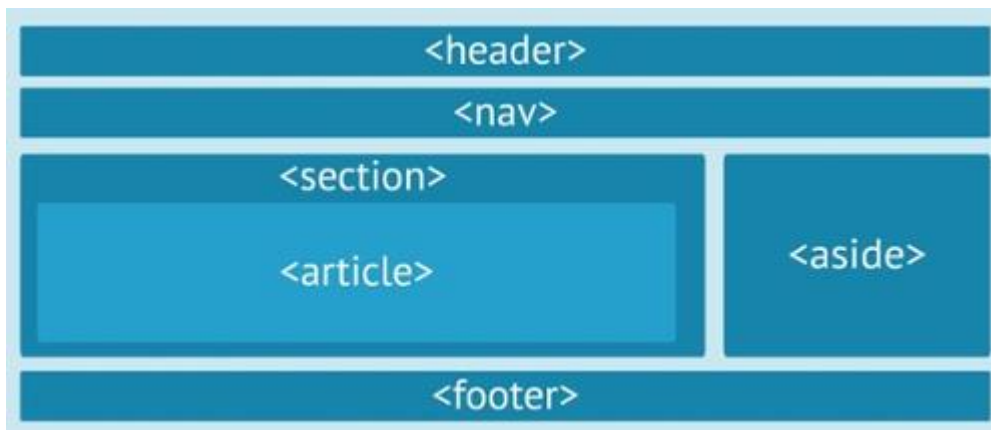 <header>
<nav>
<section>
<article>
<aside>
<footer>